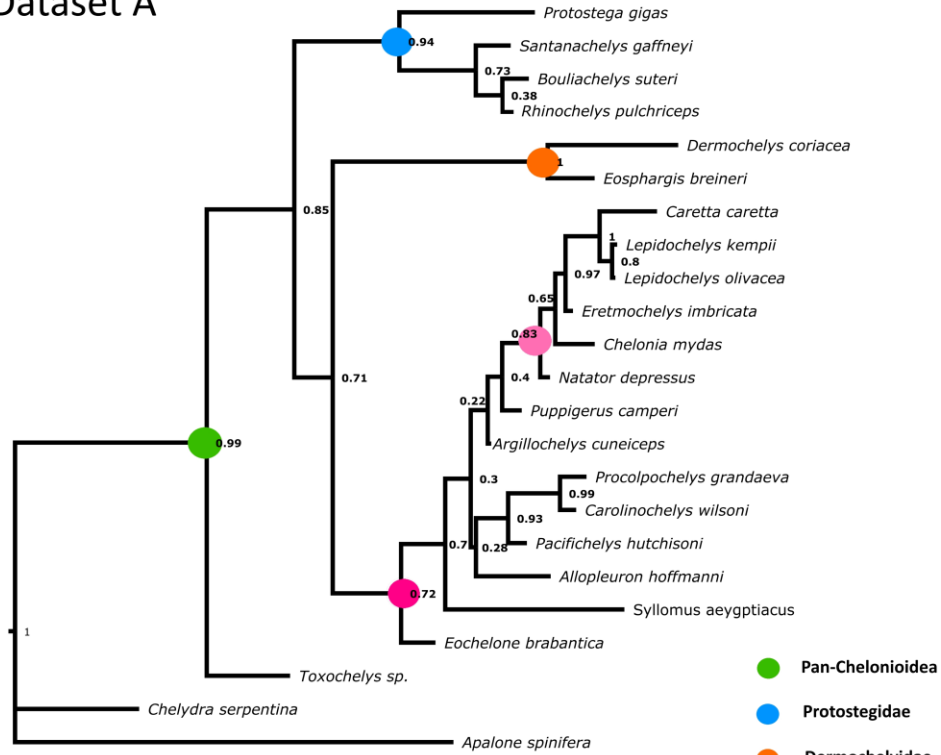 Dataset A
Protostega gigas
0.94
Santanachelys gaffneyi
0.73
Bouliachelys suteri
0.38
Rhinochelys pulchriceps
Dermochelys coriacea
1
Eosphargis breineri
0.85
Caretta caretta
1
Lepidochelys kempii
0.8
0.97
Lepidochelys olivacea
0.65
Eretmochelys imbricata
0.83
Chelonia mydas
0.71
0.4
Natator depressus
0.22
Puppigerus camperi
0.99
Argillochelys cuneiceps
0.3
Procolpochelys grandaeva
0.99
Carolinochelys wilsoni
0.93
0.7
0.28
Pacifichelys hutchisoni
Allopleuron hoffmanni
0.72
Syllomus aeygptiacus
1
Eochelone brabantica
Pan-Chelonioidea
Toxochelys sp.
Chelydra serpentina
Protostegidae
Apalone spinifera